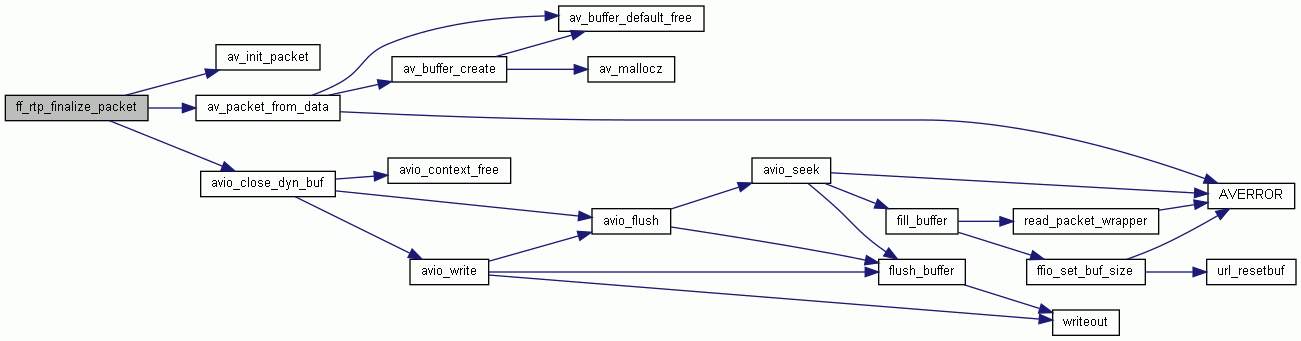 av_buffer_default_free
av_init_packet
av_buffer_create
av_mallocz
ff_rtp_finalize_packet
av_packet_from_data
avio_context_free
avio_seek
avio_close_dyn_buf
AVERROR
avio_flush
fill_buffer
read_packet_wrapper
avio_write
flush_buffer
ffio_set_buf_size
url_resetbuf
writeout